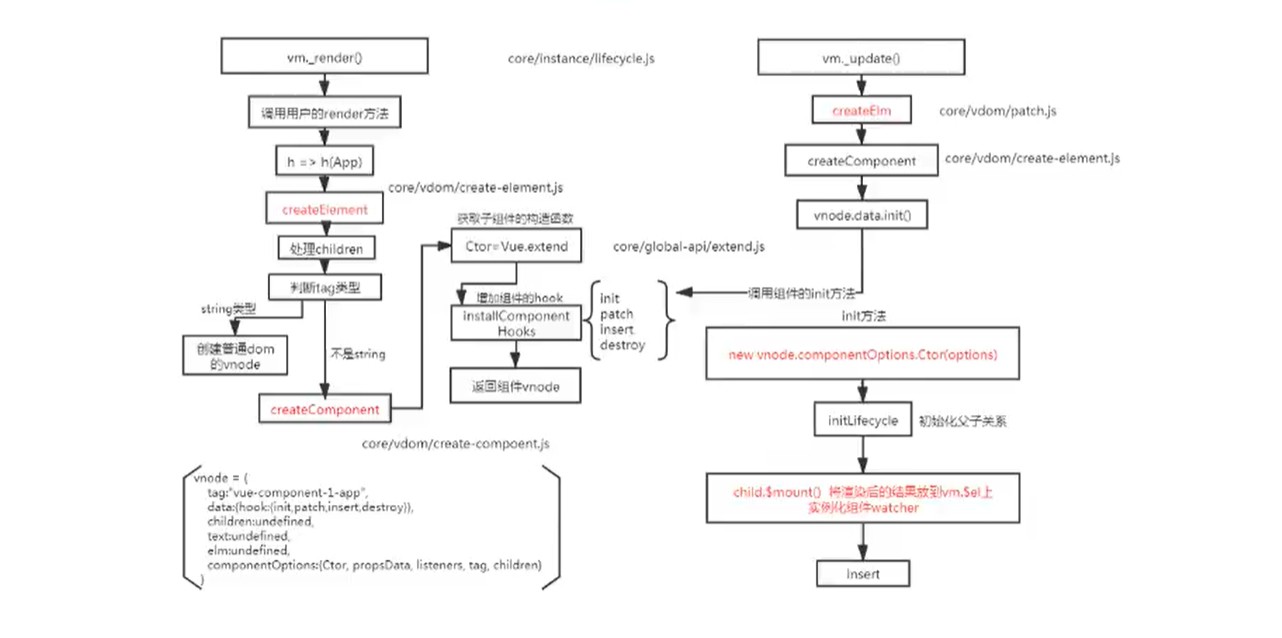 vm._render()
core/instance/lifecycle.js
vm._update()
调用用户的render方法
createElm
core/vdom/patch.js
h => h(App)
createComponent
core/vdom/create-element.js
core/vdom/create-element.js
createElement
获取子组件的构造函数
vnode.data.init()
处理children
Ctor=Vue.extend
core/global-api/extend.js
判断tag类型
string类型
创建普通dom
的vnode
不是string
增加组件的hook
installComponent
Hooks
init
patch
insert
destroy
调用组件的init方法
init方法
new vnode.componentOptions.Ctor(options)
返回组件vnode
createComponent
initLifecycle
初始化父子关系
core/vdom/create-compoent.js
vnode = {
tag:"vue-component-1-app",
data:{hook:{init,patch,insert,destroy}},
children:undefined,
text:undefined,
elm:undefined,
componentOptions:{Ctor, propsData, listeners, tag, children}
}
child.$mount() 将渲染后的结果放到vm.$el上
实例化组件watcher
insert